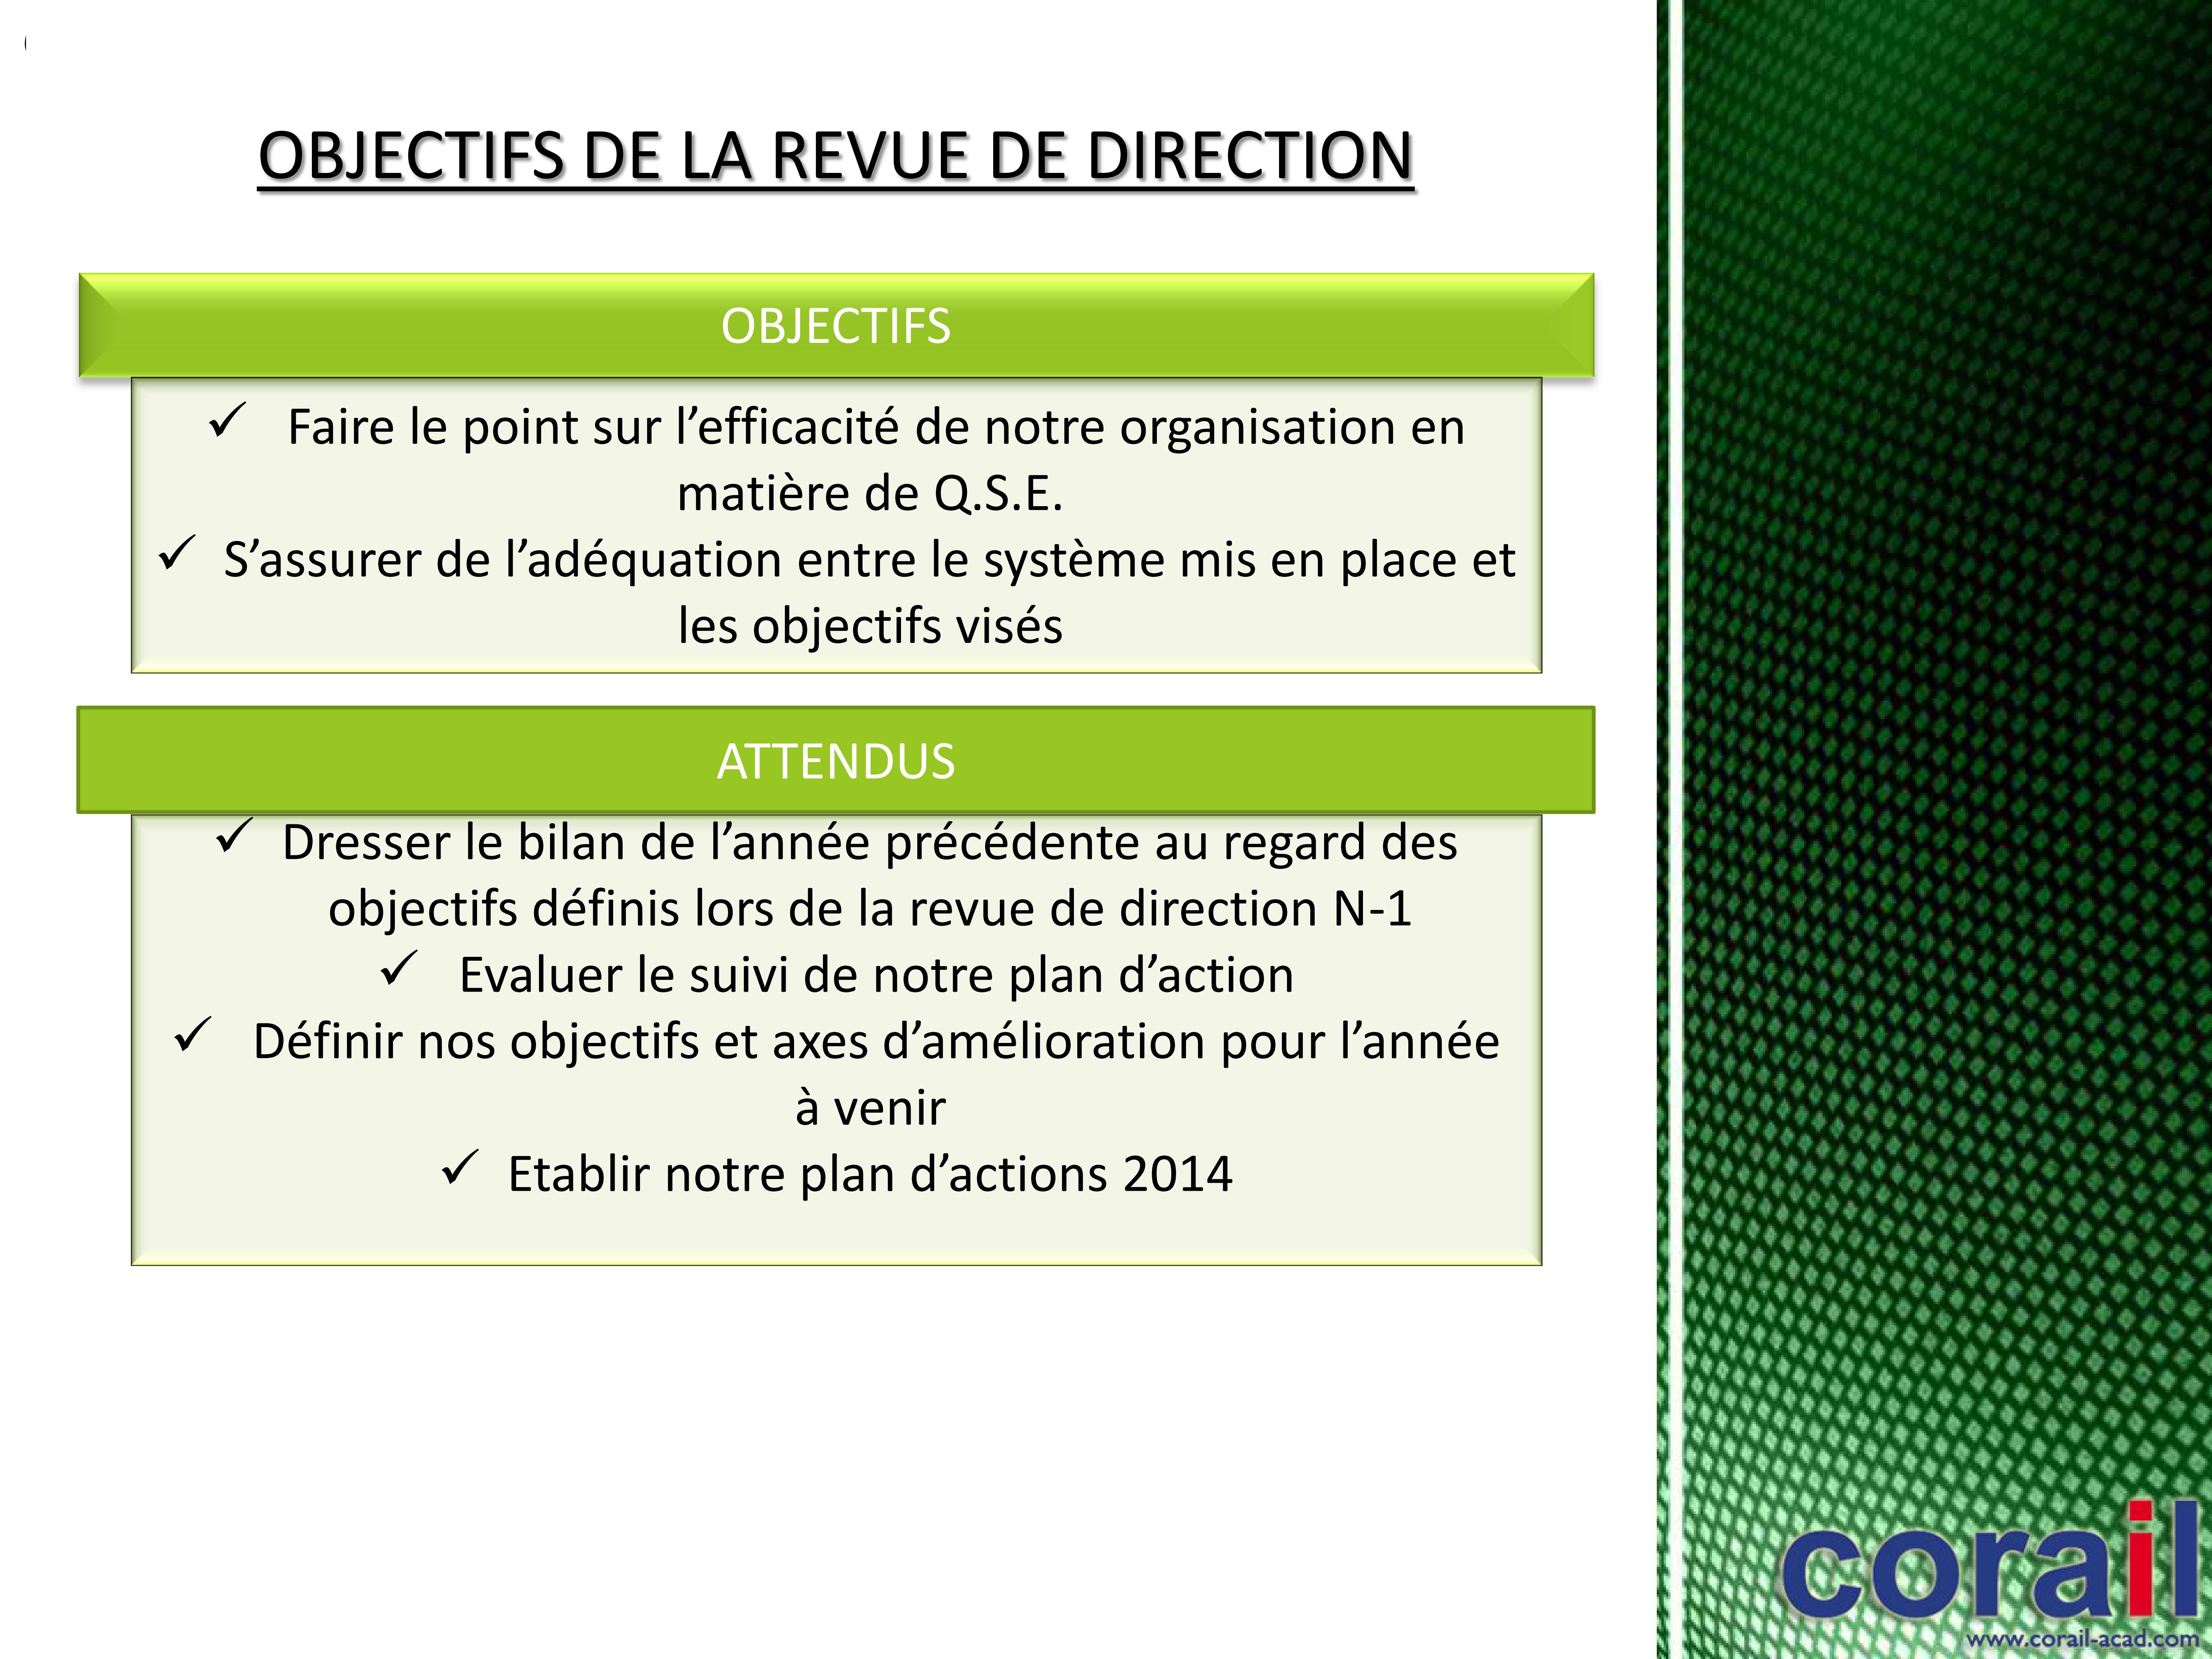 OBJECTIFS DE LA REVUE DE DIRECTION
OBJECTIFS
✓ Faire le point sur l’efficacité de notre organisation en
matière de Q.S.E.
✓ S’assurer de l’adéquation entre le système mis en place et
les objectifs visés
ATTENDUS
✓ Dresser le bilan de l’année précédente au regard des
objectifs définis lors de la revue de direction N-1
✓ Evaluer le suivi de notre plan d’action
✓ Définir nos objectifs et axes d’amélioration pour l’année
à venir
✓ Etablir notre plan d’actions 2014
corail
www.corail-acad.com